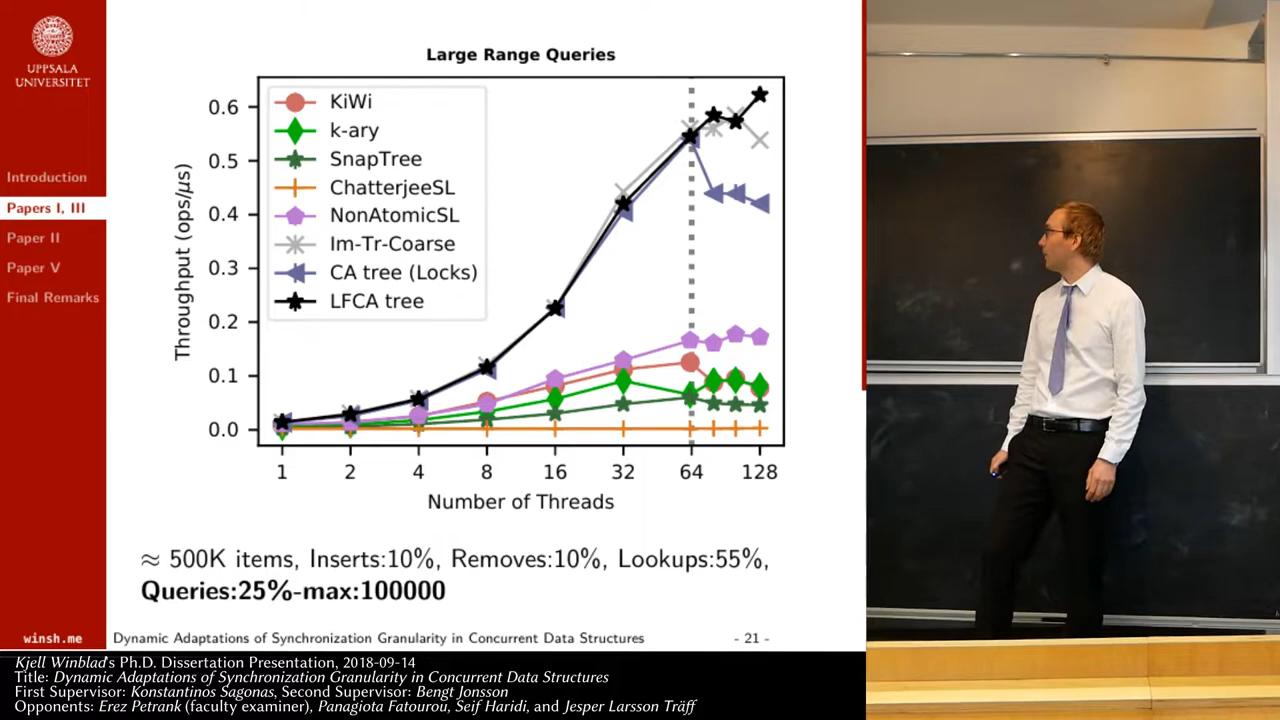 UPPSALA
UNIVERSITET
Introduction
Papers I, III
Paper II
Paper V
Final Remarks
winsh.me
Large Range Queries
KiWi
k-ary
SnapTree
ChatterjeeSL
NonAtomicSL
Im-Tr-Coarse
CA tree (Locks)
LFCA tree
Throughput (ops/μs)
0.6
0.5
0.4
0.3
0.2
0.1
0.0
1 2 4 8 16 32 64 128
Number of Threads
≈ 500K items, Inserts:10%, Removes:10%, Lookups:55%,
Queries:25%-max:100000
Dynamic Adaptations of Synchronization Granularity in Concurrent Data Structures - 21 -
Kjell Winblad's Ph.D. Dissertation Presentation, 2018-09-14
Title: Dynamic Adaptations of Synchronization Granularity in Concurrent Data Structures
First Supervisor: Konstantinos Sagonas, Second Supervisor: Bengt Jonsson
Opponents: Erez Petrank (faculty examiner), Panagiota Fatourou, Seif Haridi, and Jesper Larsson Träff